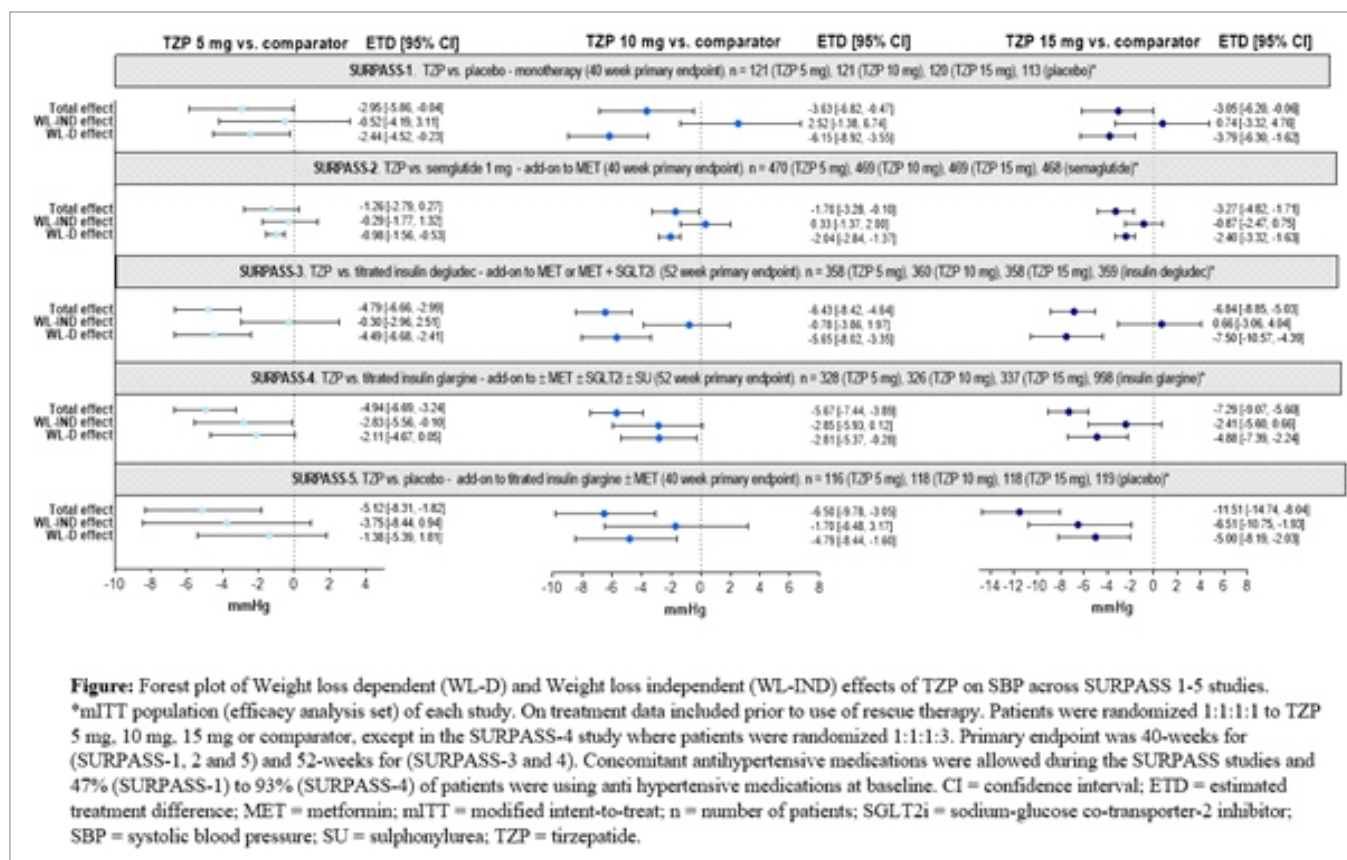 TZP 5 mg vs. comparator ETD [95% CI] TZP 10 mg vs. comparator ETD [95% CI] TZP 15 mg vs. comparator ETD [95% CI]
SURPASS-1. TZP vs. placebo - monotherapy (40 week primary endpoint). n = 121 (TZP 5 mg), 121 (TZP 10 mg), 120 (TZP 15 mg), 113 (placebo)*
Total effect -2.95 [-5.86, -0.04] -3.63 [-6.82, -0.47] -3.05 [-6.20, -0.06]
WL-IND effect -0.52 [-4.19, 3.11] 2.52 [-1.38, 6.74] 0.74 [-3.32, 4.76]
WL-D effect -2.44 [-4.52, -0.23] -6.15 [-8.92, -3.55] -3.79 [-6.30, -1.62]
SURPASS-2. TZP vs. semglutide 1 mg - add-on to MET (40 week primary endpoint). n = 470 (TZP 5 mg), 469 (TZP 10 mg), 469 (TZP 15 mg), 468 (semaglutide)*
Total effect -1.26 [-2.79, 0.27] -1.70 [-3.28, -0.10] -3.27 [-4.82, -1.71]
WL-IND effect -0.29 [-1.77, 1.32] 0.33 [-1.37, 2.00] -0.87 [-2.47, 0.75]
WL-D effect -0.98 [-1.56, -0.53] -2.04 [-2.84, -1.37] -2.40 [-3.32, -1.63]
SURPASS-3. TZP vs. titrated insulin degludec - add-on to MET or MET + SGLT2i (52 week primary endpoint). n = 358 (TZP 5 mg), 360 (TZP 10 mg), 358 (TZP 15 mg), 359 (insulin degludec)*
Total effect -4.79 [-6.66, -2.99] -6.43 [-8.42, -4.64] -6.84 [-8.85, -5.03]
WL-IND effect -0.30 [-2.96, 2.51] -0.78 [-3.86, 1.97] 0.66 [-3.06, 4.04]
WL-D effect -4.49 [-6.68, -2.41] -5.65 [-8.02, -3.35] -7.50 [-10.57, -4.39]
SURPASS-4. TZP vs. titrated insulin glargine - add-on to ± MET ± SGLT2i ± SU (52 week primary endpoint). n = 328 (TZP 5 mg), 326 (TZP 10 mg), 337 (TZP 15 mg), 998 (insulin glargine)*
Total effect -4.94 [-6.69, -3.24] -5.67 [-7.44, -3.89] -7.29 [-9.07, -5.60]
WL-IND effect -2.83 [-5.56, -0.10] -2.85 [-5.93, 0.12] -2.41 [-5.60, 0.66]
WL-D effect -2.11 [-4.67, 0.05] -2.81 [-5.37, -0.28] -4.88 [-7.39, -2.24]
SURPASS-5. TZP vs. placebo - add-on to titrated insulin glargine ± MET (40 week primary endpoint). n = 116 (TZP 5 mg), 118 (TZP 10 mg), 118 (TZP 15 mg), 119 (placebo)*
Total effect -5.12 [-8.31, -1.82] -6.50 [-9.78, -3.05] -11.51 [-14.74, -8.04]
WL-IND effect -3.75 [-8.44, 0.94] -1.70 [-6.48, 3.17] -6.51 [-10.75, -1.93]
WL-D effect -1.38 [-5.39, 1.81] -4.79 [-8.44, -1.60] -5.00 [-8.19, -2.03]
-10 -8 -6 -4 -2 0 2 4 -10 -8 -6 -4 -2 0 2 4 6 8 -14 -12 -10 -8 -6 -4 -2 0 2 4 6 8
mmHg mmHg mmHg
Figure: Forest plot of Weight loss dependent (WL-D) and Weight loss independent (WL-IND) effects of TZP on SBP across SURPASS 1-5 studies.
*mITT population (efficacy analysis set) of each study. On treatment data included prior to use of rescue therapy. Patients were randomized 1:1:1:1 to TZP
5 mg, 10 mg, 15 mg or comparator, except in the SURPASS-4 study where patients were randomized 1:1:1:3. Primary endpoint was 40-weeks for
(SURPASS-1, 2 and 5) and 52-weeks for (SURPASS-3 and 4). Concomitant antihypertensive medications were allowed during the SURPASS studies and
47% (SURPASS-1) to 93% (SURPASS-4) of patients were using anti hypertensive medications at baseline. CI = confidence interval; ETD = estimated
treatment difference; MET = metformin; mITT = modified intent-to-treat; n = number of patients; SGLT2i = sodium-glucose co-transporter-2 inhibitor;
SBP = systolic blood pressure; SU = sulphonylurea; TZP = tirzepatide.